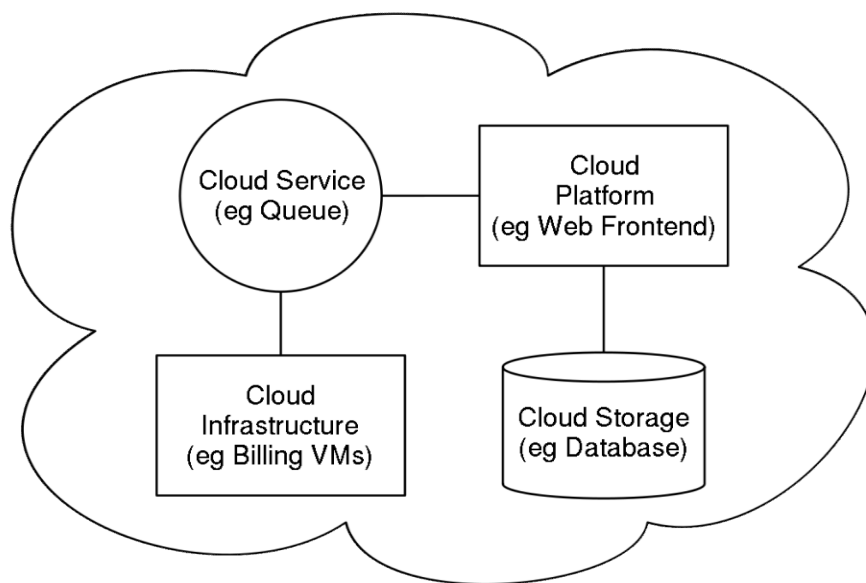 Cloud Service
(eg Queue)
Cloud
Platform
(eg Web Frontend)
Cloud
Infrastructure
(eg Billing VMs)
Cloud Storage
(eg Database)